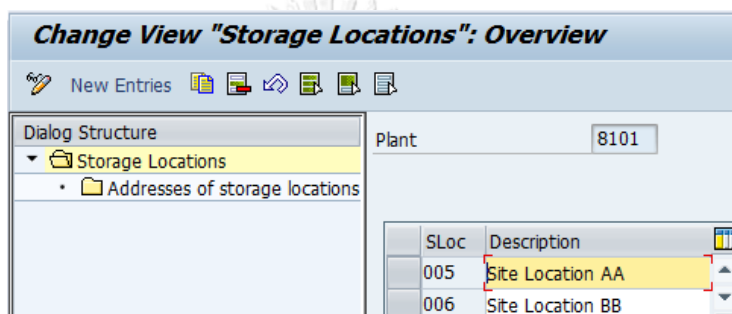 Change View "Storage Locations": Overview
New Entries
Dialog Structure
Storage Locations
Addresses of storage locations
Plant 8101
SLoc Description
005 Site Location AA
006 Site Location BB